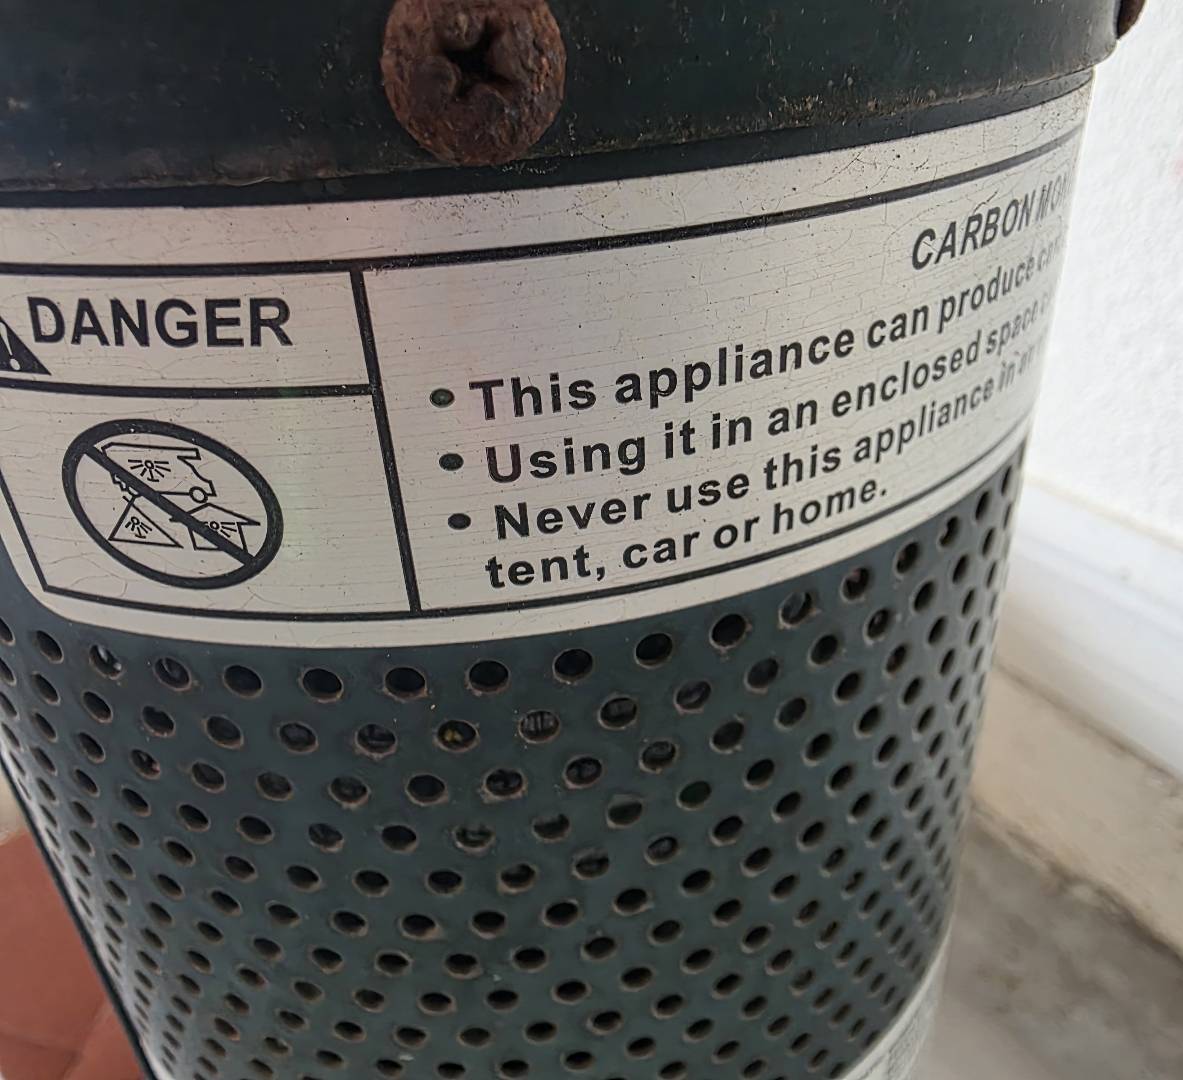 DANGER
CARBON
• This appliance can produce
• Using it in an enclosed space
• Never use this appliance in
tent, car or home.